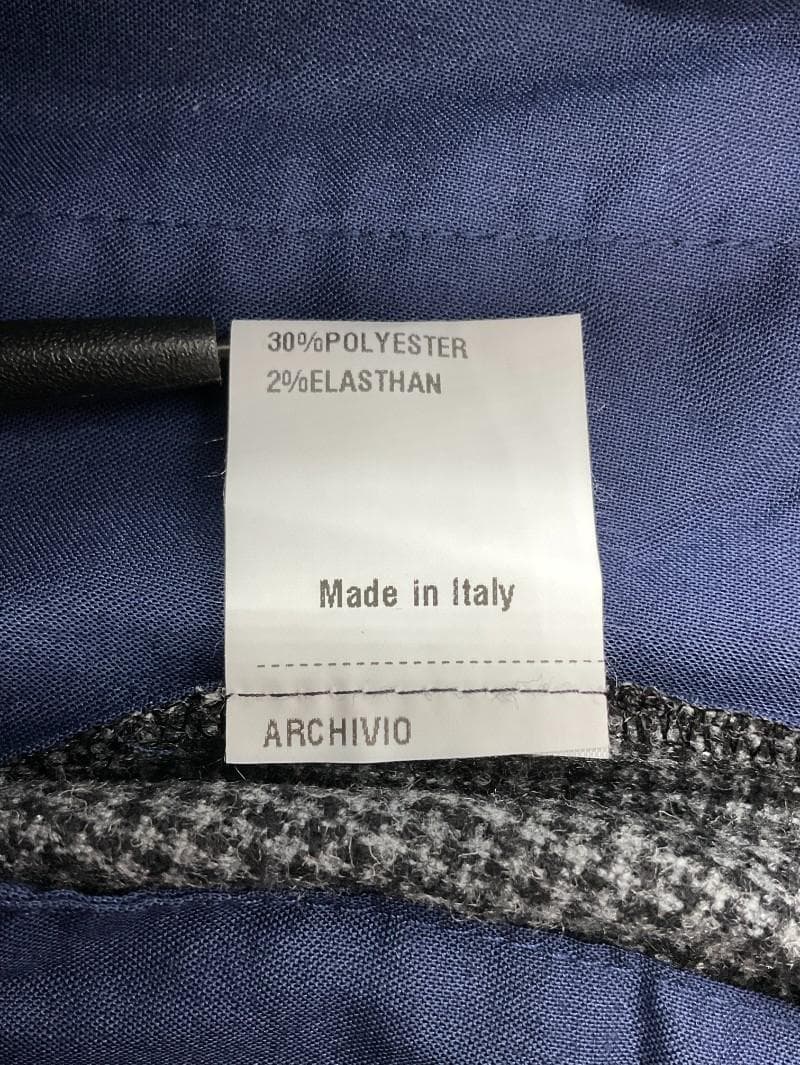 30%POLYESTER
2%ELASTHAN
Made in Italy
ARCHIVIO